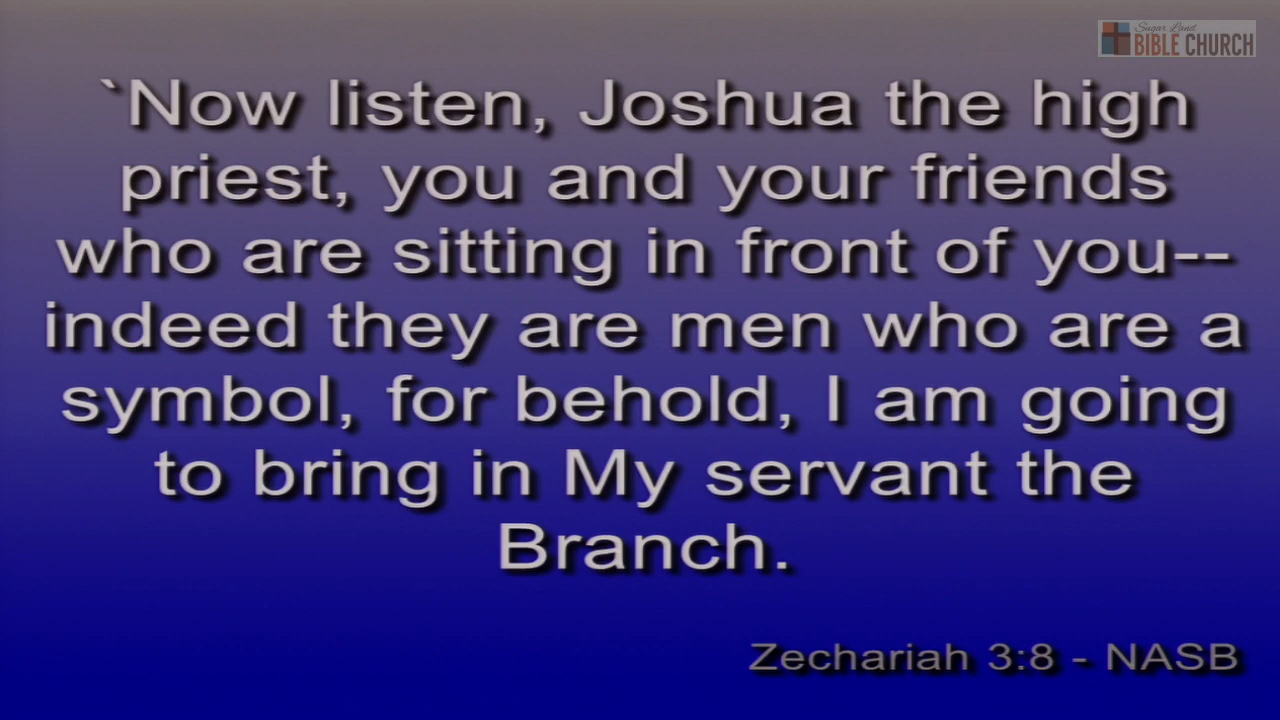 Sugar Land
BIBLE CHURCH
`Now listen, Joshua the high
priest, you and your friends
who are sitting in front of you--
indeed they are men who are a
symbol, for behold, I am going
to bring in My servant the
Branch.
Zechariah 3:8 - NASB